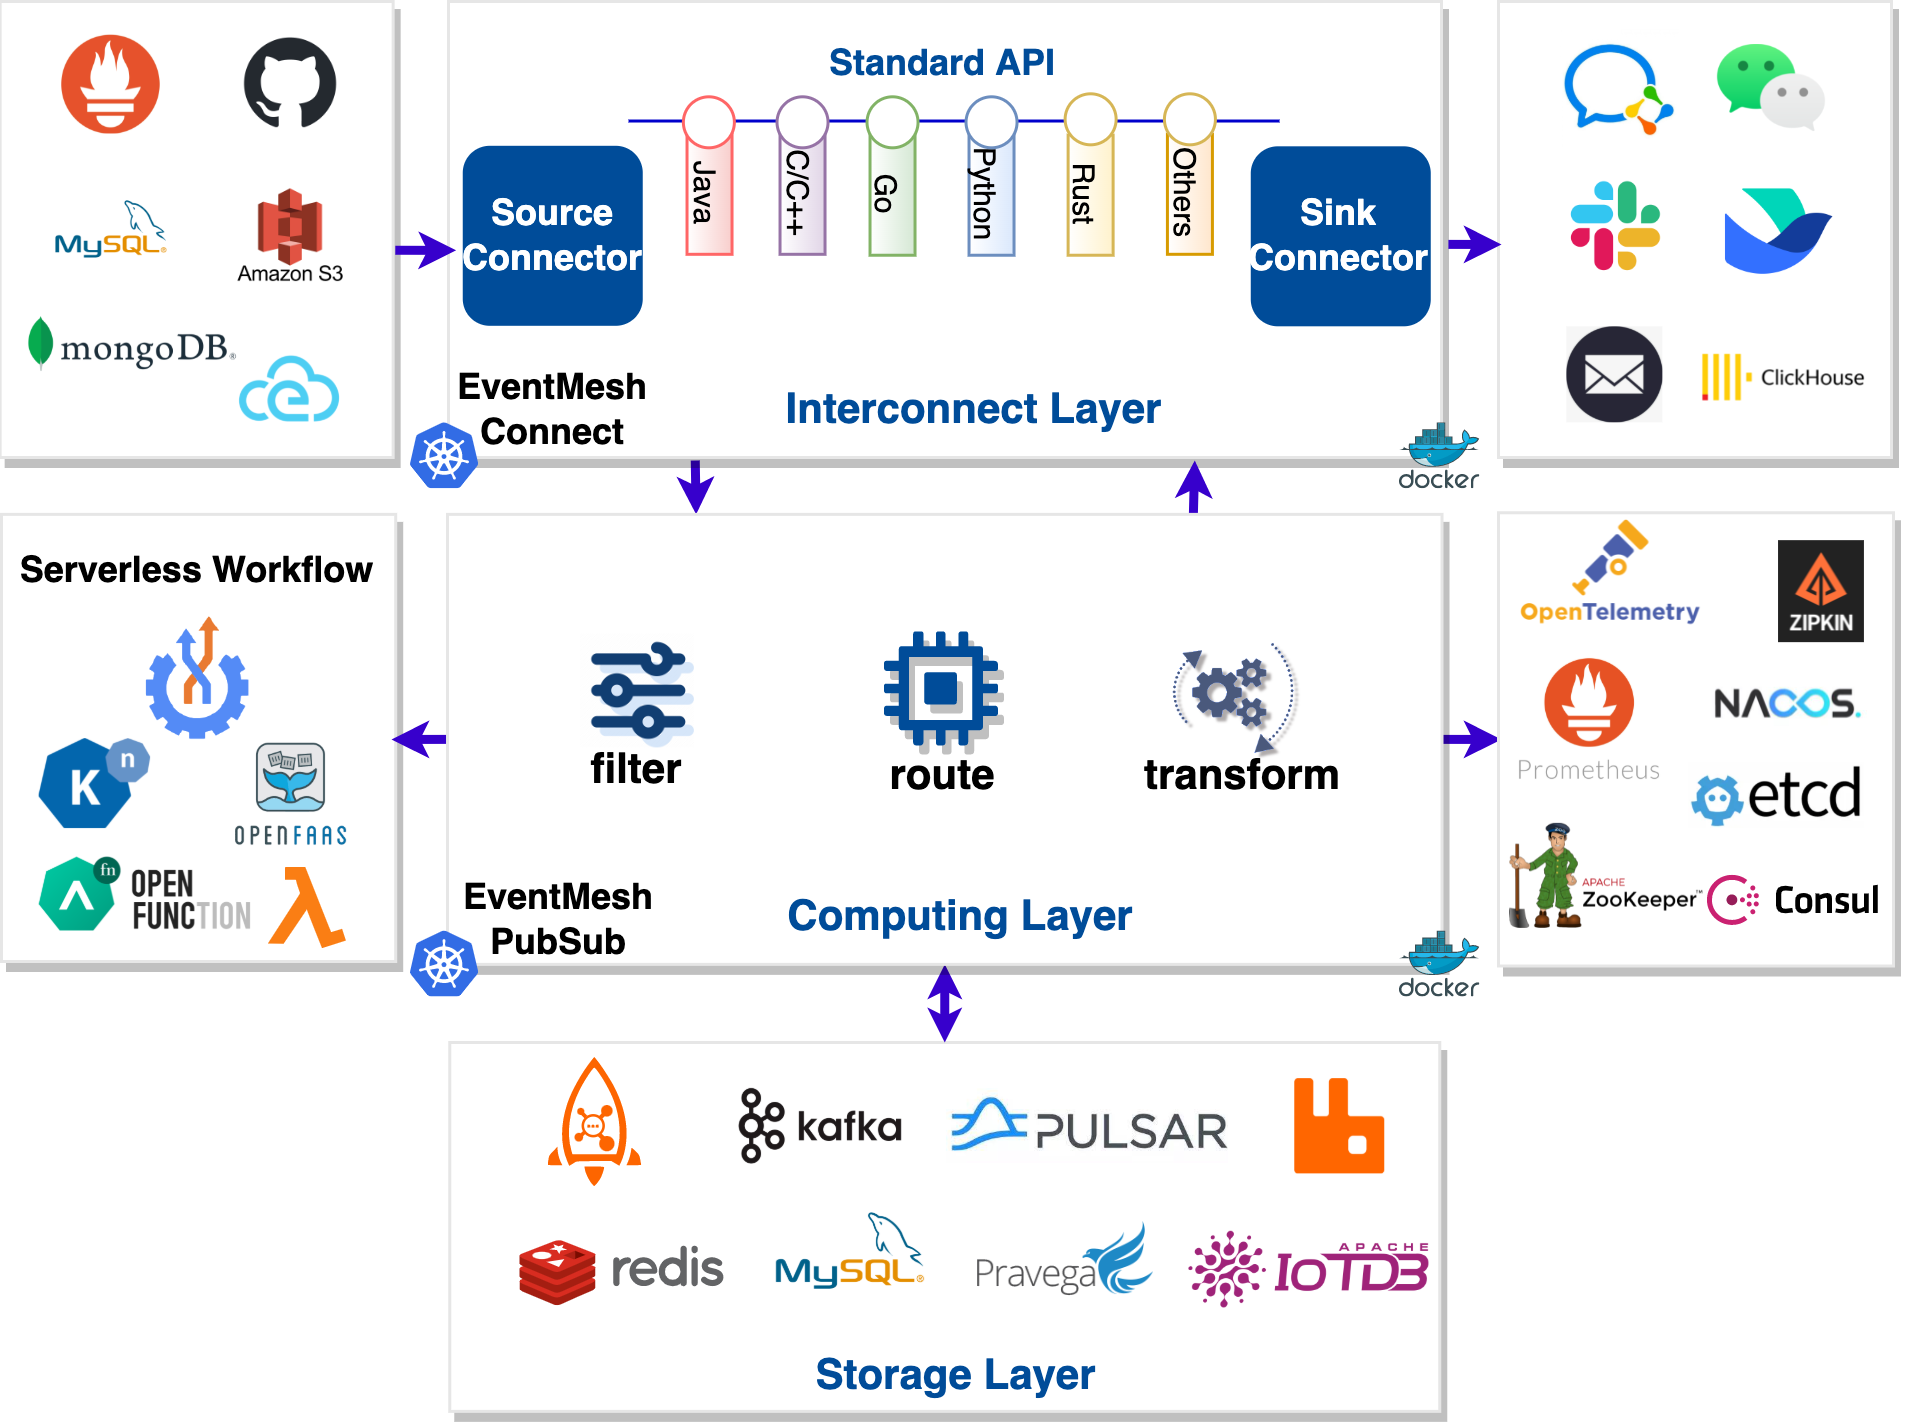 MySQL®
Amazon S3
mongoDB®
Standard API
Java
C/C++
Go
Python
Rust
Others
Source
Connector
Sink
Connector
EventMesh
Connect
Interconnect Layer
docker
ClickHouse
Serverless Workflow
K n
OPENFAAS
fn
OPEN
FUNCTION
filter
route
transform
EventMesh
PubSub
Computing Layer
docker
OpenTelemetry
ZIPKIN
Prometheus
NACOS.
etcd
APACHE
ZooKeeper™
Consul
kafka
PULSAR
redis
MySQL®
Pravega
APACHE
IoTDB
Storage Layer